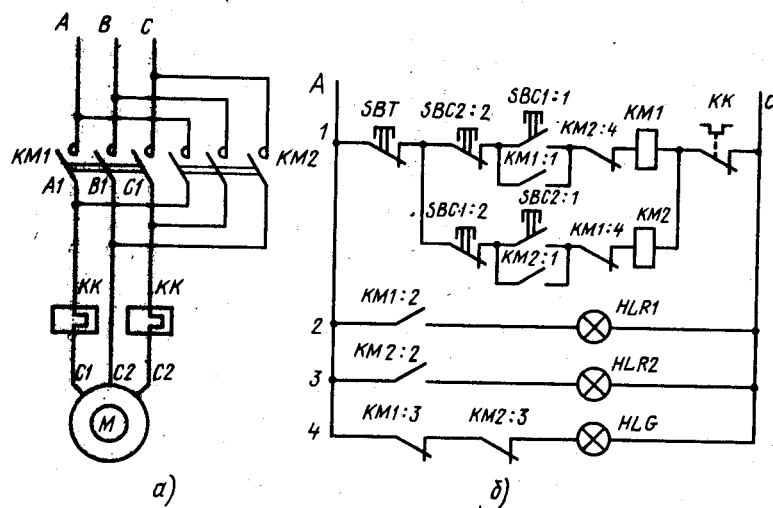 A B C
KM1
KM2
A1 B1 C1
KK KK
C1 C2 C2
M
а)
A
C
1
SBT
SBC2:2
SBC1:1
KM1:1
KM2:4
KM1
KK
SBC1:2
SBC2:1
KM2:1
KM1:4
KM2
2
KM1:2
HLR1
3
KM2:2
HLR2
4
KM1:3
KM2:3
HLG
б)